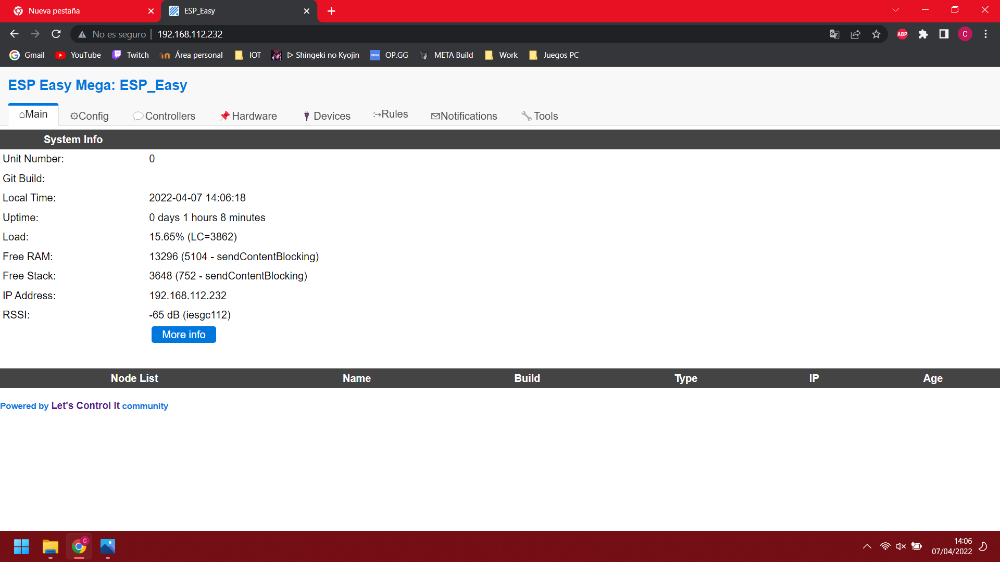 Nueva pestaña
ESP_Easy
No es seguro | 192.168.112.232
ABP
C
Gmail
YouTube
Twitch
Área personal
IOT
▷ Shingeki no Kyojin
OP.GG
OP.GG
META Build
Work
Juegos PC
ESP Easy Mega: ESP_Easy
⌂Main
⚙Config
Controllers
Hardware
Devices
Rules
✉Notifications
Tools
System Info
Unit Number: 0
Git Build:
Local Time: 2022-04-07 14:06:18
Uptime: 0 days 1 hours 8 minutes
Load: 15.65% (LC=3862)
Free RAM: 13296 (5104 - sendContentBlocking)
Free Stack: 3648 (752 - sendContentBlocking)
IP Address: 192.168.112.232
RSSI: -65 dB (iesgc112)
More info
Node List Name Build Type IP Age
Powered by Let's Control It community
C
14:06
07/04/2022